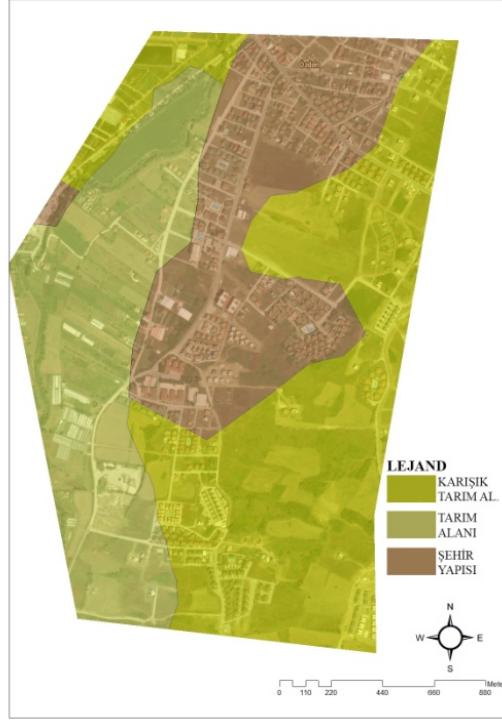 LEJAND
KARIŞIK
TARIM AL.
TARIM
ALANI
ŞEHİR
YAPISI
N
W E
S
0 110 220 440 660 880